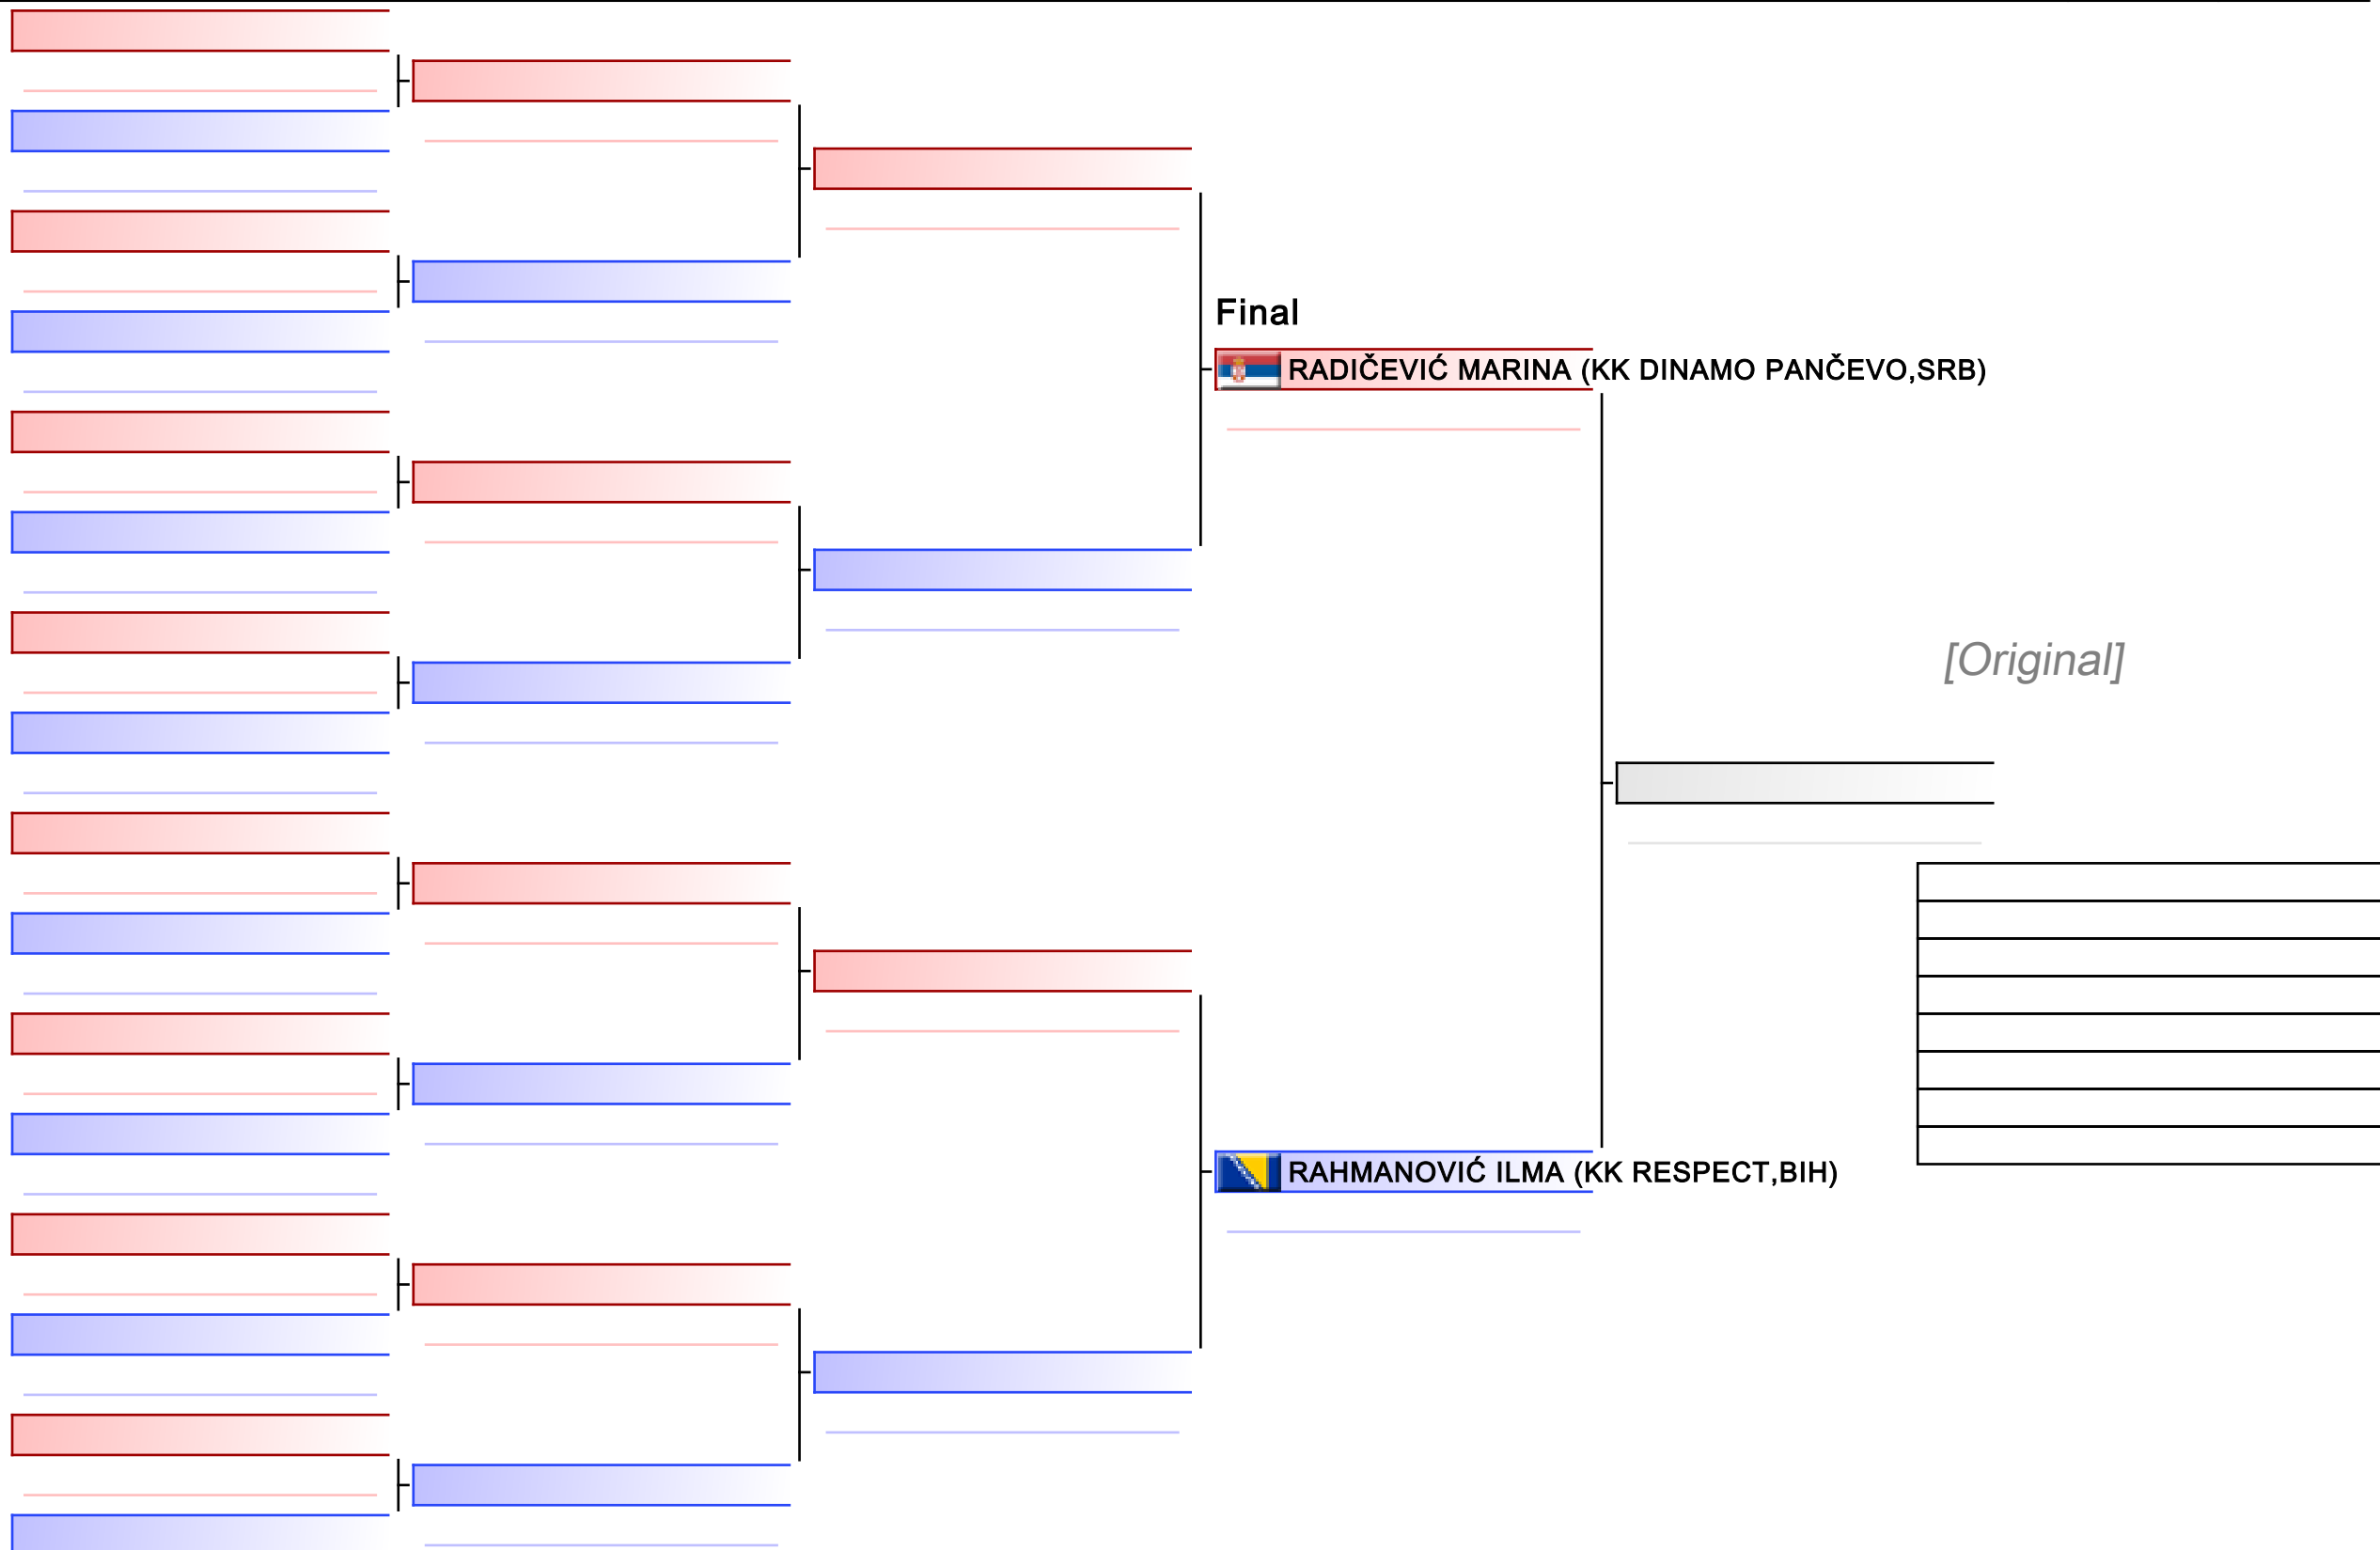 Final
RADIČEVIĆ MARINA (KK DINAMO PANČEVO,SRB)
[Original]
RAHMANOVIĆ ILMA (KK RESPECT,BIH)